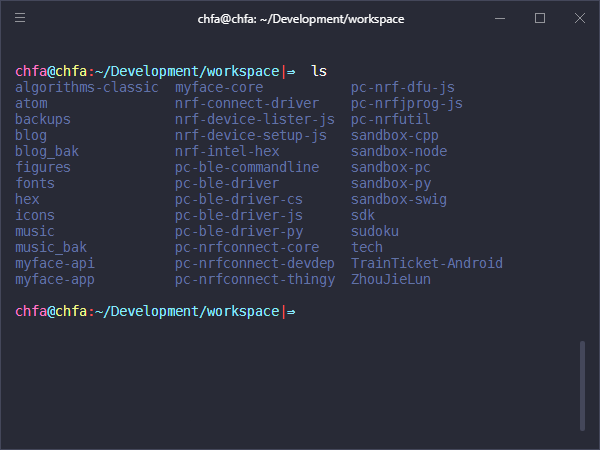 chfa@chfa: ~/Development/workspace
chfa@chfa:~/Development/workspace|⇒  ls
algorithms-classic  myface-core           pc-nrf-dfu-js
atom                nrf-connect-driver    pc-nrfjprog-js
backups             nrf-device-lister-js  pc-nrfutil
blog                nrf-device-setup-js   sandbox-cpp
blog_bak            nrf-intel-hex         sandbox-node
figures             pc-ble-commandline    sandbox-pc
fonts               pc-ble-driver         sandbox-py
hex                 pc-ble-driver-cs      sandbox-swig
icons               pc-ble-driver-js      sdk
music               pc-ble-driver-py      sudoku
music_bak           pc-nrfconnect-core    tech
myface-api          pc-nrfconnect-devdep  TrainTicket-Android
myface-app          pc-nrfconnect-thingy  ZhouJieLun
chfa@chfa:~/Development/workspace|⇒